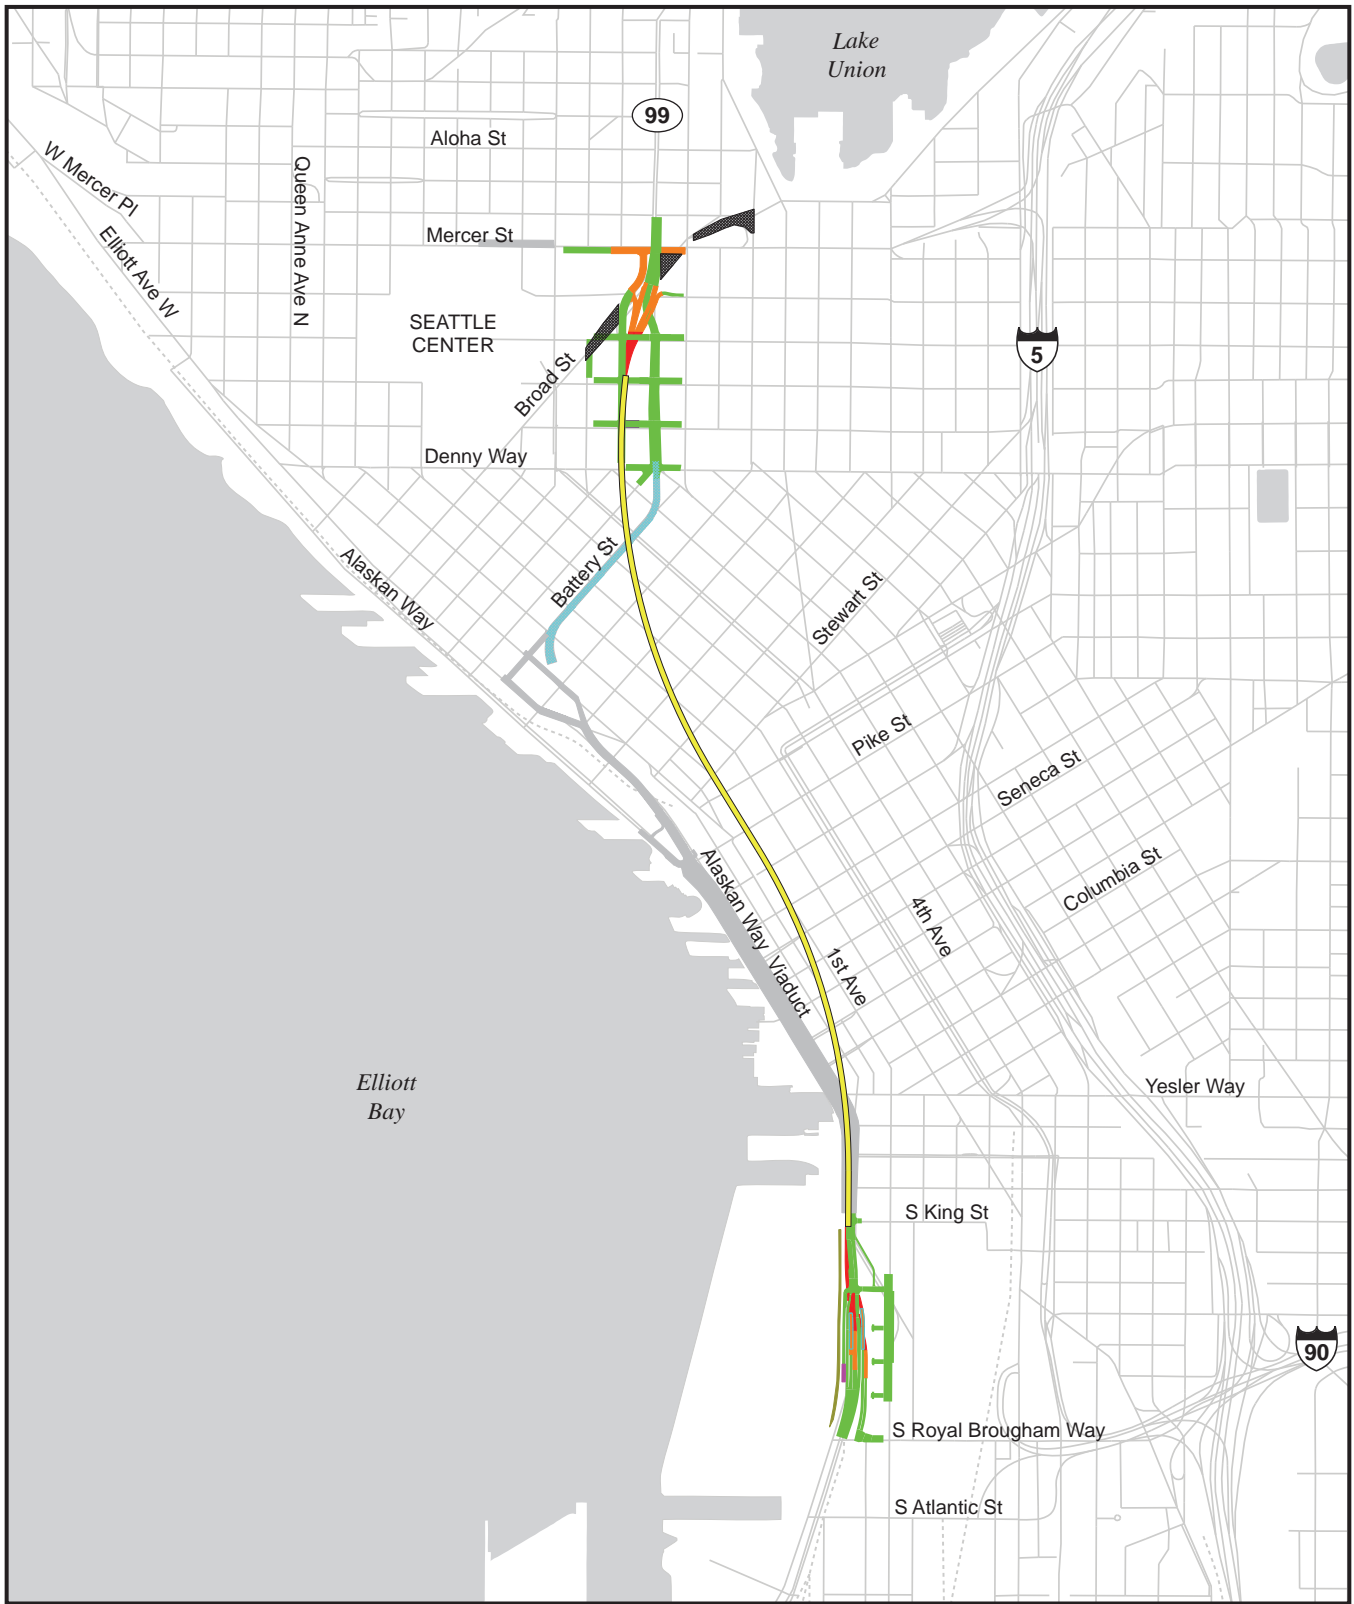 Lake
Union
99
Aloha St
W Mercer Pl
Queen Anne Ave N
Mercer St
Elliott Ave W
SEATTLE
CENTER
5
Broad St
Denny Way
Alaskan Way
Battery St
Stewart St
Pike St
Seneca St
Columbia St
Alaskan Way Viaduct
4th Ave
1st Ave
Elliott
Bay
Yesler Way
S King St
90
S Royal Brougham Way
S Atlantic St